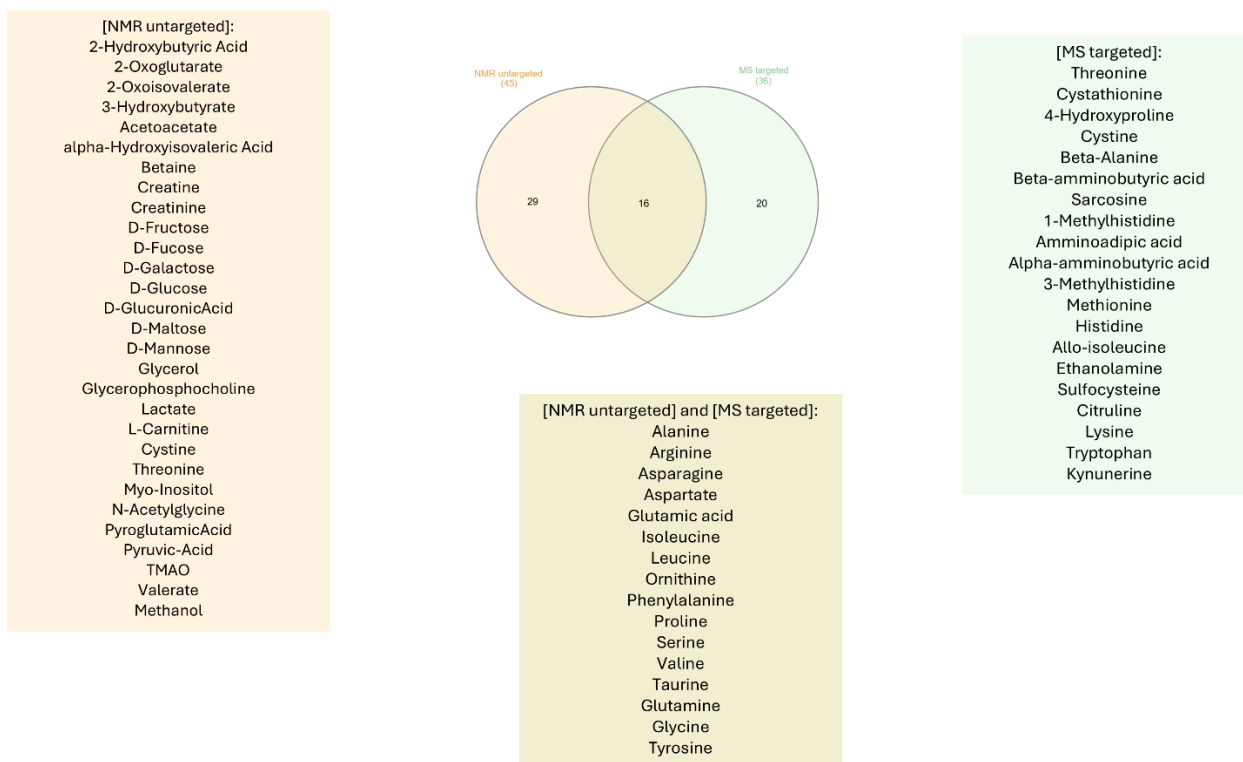 [NMR untargeted]:
2-Hydroxybutyric Acid
2-Oxoglutarate
2-Oxoisovalerate
3-Hydroxybutyrate
Acetoacetate
alpha-Hydroxyisovaleric Acid
Betaine
Creatine
Creatinine
D-Fructose
D-Fucose
D-Galactose
D-Glucose
D-GlucuronicAcid
D-Maltose
D-Mannose
Glycerol
Glycerophosphocholine
Lactate
L-Carnitine
Cystine
Threonine
Myo-Inositol
N-Acetylglycine
PyroglutamicAcid
Pyruvic-Acid
TMAO
Valerate
Methanol
NMR untargeted
(45)
MS targeted
(36)
29
16
20
[NMR untargeted] and [MS targeted]:
Alanine
Arginine
Asparagine
Aspartate
Glutamic acid
Isoleucine
Leucine
Ornithine
Phenylalanine
Proline
Serine
Valine
Taurine
Glutamine
Glycine
Tyrosine
[MS targeted]:
Threonine
Cystathionine
4-Hydroxyproline
Cystine
Beta-Alanine
Beta-amminobutyric acid
Sarcosine
1-Methylhistidine
Amminoadipic acid
Alpha-amminobutyric acid
3-Methylhistidine
Methionine
Histidine
Allo-isoleucine
Ethanolamine
Sulfocysteine
Citruline
Lysine
Tryptophan
Kynunerine